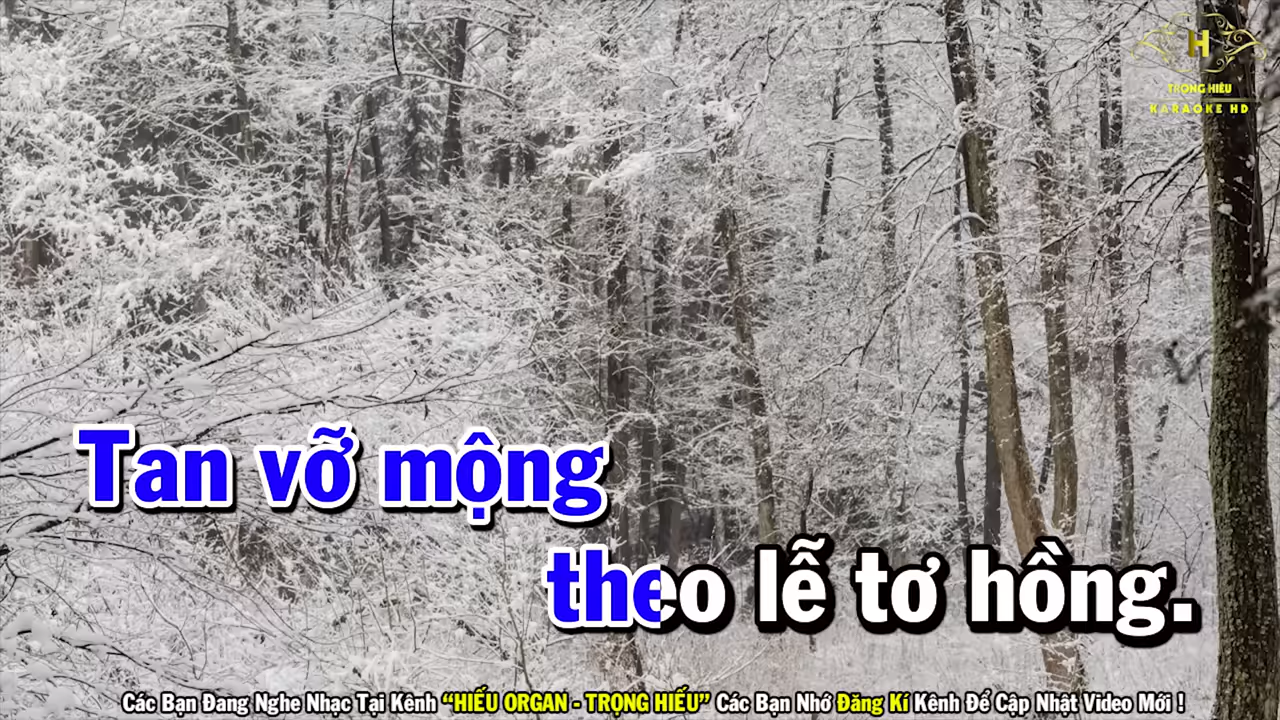 H
TRỌNG HIẾU
KARAOKE HD
Tan vỡ mộng
theo lễ tơ hồng.
Các Bạn Đang Nghe Nhạc Tại Kênh “HIẾU ORGAN - TRỌNG HIẾU” Các Bạn Nhớ Đăng Kí Kênh Để Cập Nhật Video Mới !